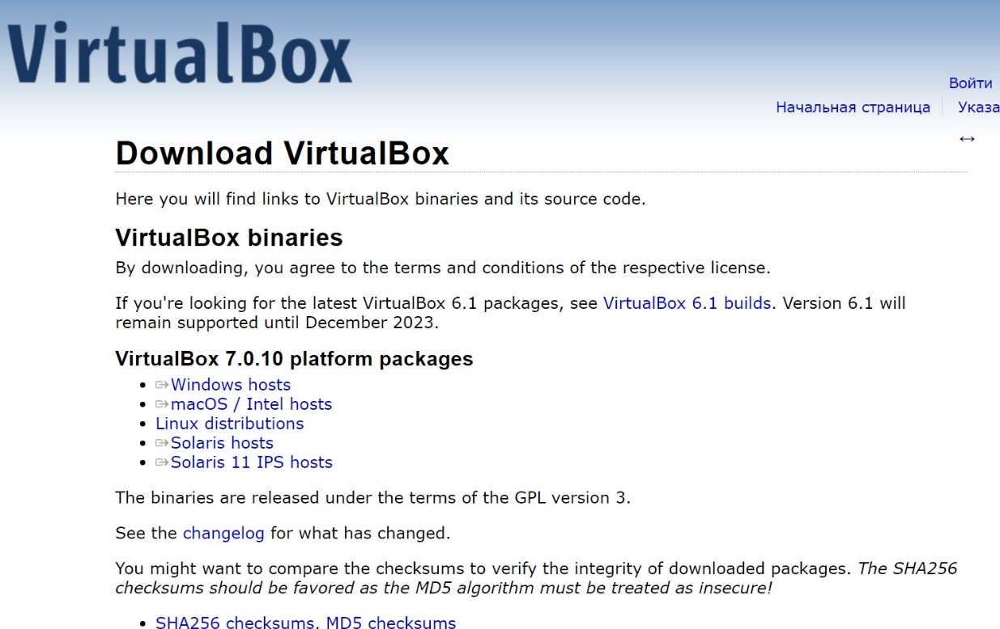 VirtualBox
Войти
Начальная страница
Download VirtualBox
Here you will find links to VirtualBox binaries and its source code.
VirtualBox binaries
By downloading, you agree to the terms and conditions of the respective license.
If you're looking for the latest VirtualBox 6.1 packages, see VirtualBox 6.1 builds. Version 6.1 will
remain supported until December 2023.
VirtualBox 7.0.10 platform packages
Windows hosts
macOS / Intel hosts
Linux distributions
Solaris hosts
Solaris 11 IPS hosts
The binaries are released under the terms of the GPL version 3.
See the changelog for what has changed.
You might want to compare the checksums to verify the integrity of downloaded packages. The SHA256
checksums should be favored as the MD5 algorithm must be treated as insecure!
SHA256 checksums, MD5 checksums